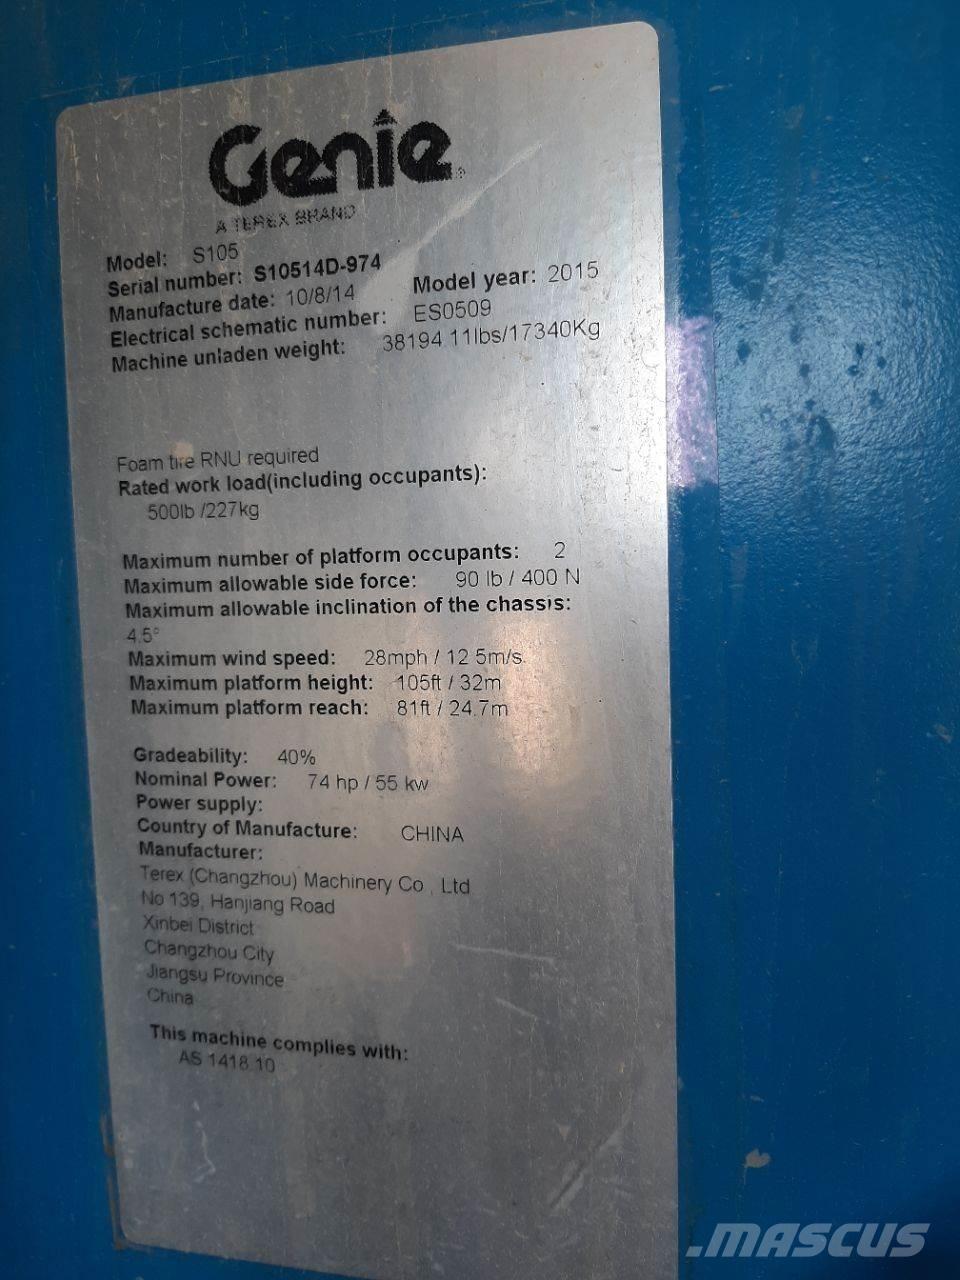 Genie
A TEREX BRAND
Model: S105
Serial number: S10514D-974
Manufacture date: 10/8/14 Model year: 2015
Electrical schematic number: ES0509
Machine unladen weight: 38194.11lbs/17340Kg
Foam tire RNU required
Rated work load(including occupants):
500lb /227kg
Maximum number of platform occupants: 2
Maximum allowable side force: 90 lb / 400 N
Maximum allowable inclination of the chassis:
4.5°
Maximum wind speed: 28mph / 12.5m/s
Maximum platform height: 105ft / 32m
Maximum platform reach: 81ft / 24.7m
Gradeability: 40%
Nominal Power: 74 hp / 55 kw
Power supply:
Country of Manufacture: CHINA
Manufacturer:
Terex (Changzhou) Machinery Co., Ltd
No 139, Hanjiang Road
Xinbei District
Changzhou City
Jiangsu Province
China
This machine complies with:
AS 1418.10
.MASCUS